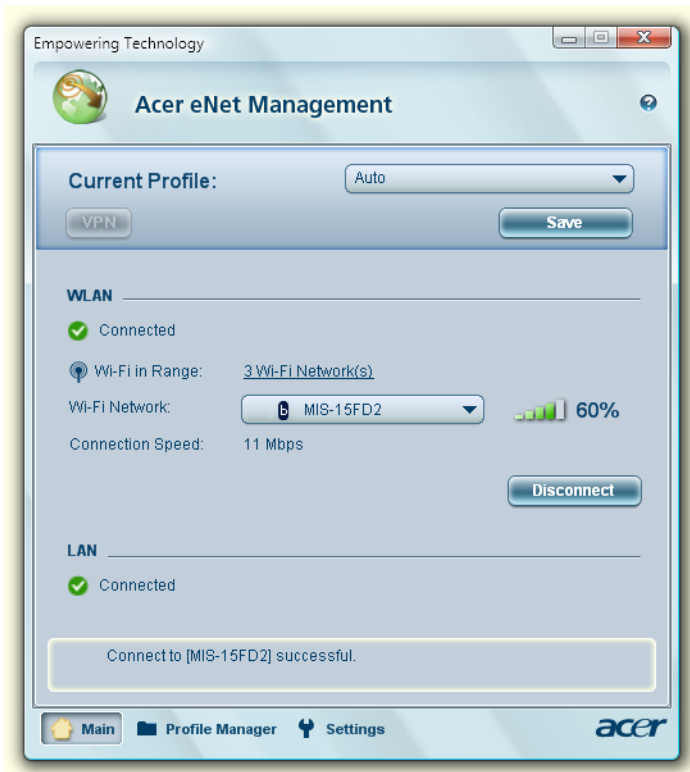 Empowering Technology
Acer eNet Management
Current Profile: Auto
VPN Save
WLAN
Connected
Wi-Fi in Range: 3 Wi-Fi Network(s)
Wi-Fi Network: b MIS-15FD2 60%
Connection Speed: 11 Mbps
Disconnect
LAN
Connected
Connect to [MIS-15FD2] successful.
Main Profile Manager Settings acer